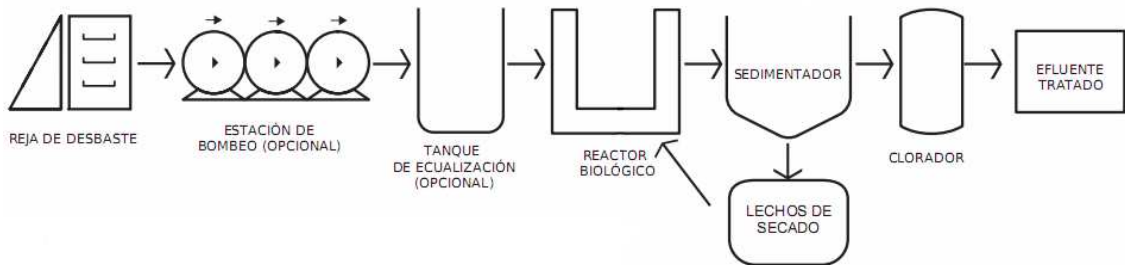 REJA DE DESBASTE
ESTACIÓN DE
BOMBEO (OPCIONAL)
TANQUE
DE ECUALIZACIÓN
(OPCIONAL)
REACTOR
BIOLÓGICO
SEDIMENTADOR
LECHOS DE
SECADO
CLORADOR
EFLUENTE
TRATADO